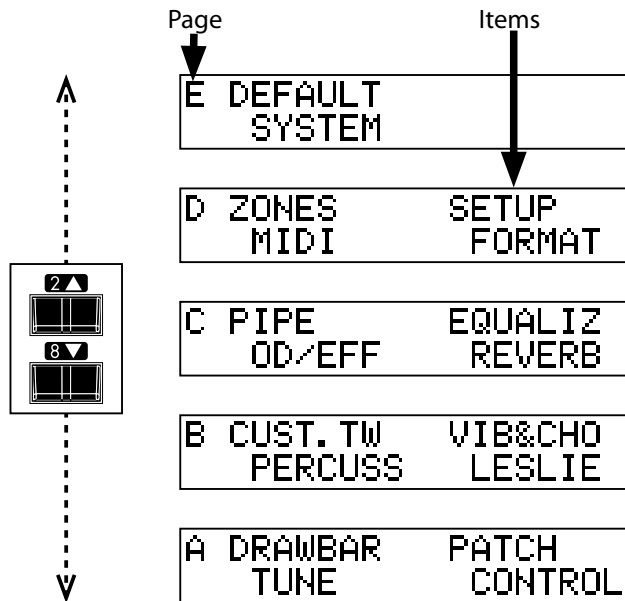 Page Items
E DEFAULT
SYSTEM
D ZONES SETUP
MIDI FORMAT
2▲
C PIPE EQUALIZ
OD/EFF REVERB
8▼
B CUST.TW VIB&CHO
PERCUSS LESLIE
A DRAWBAR PATCH
TUNE CONTROL